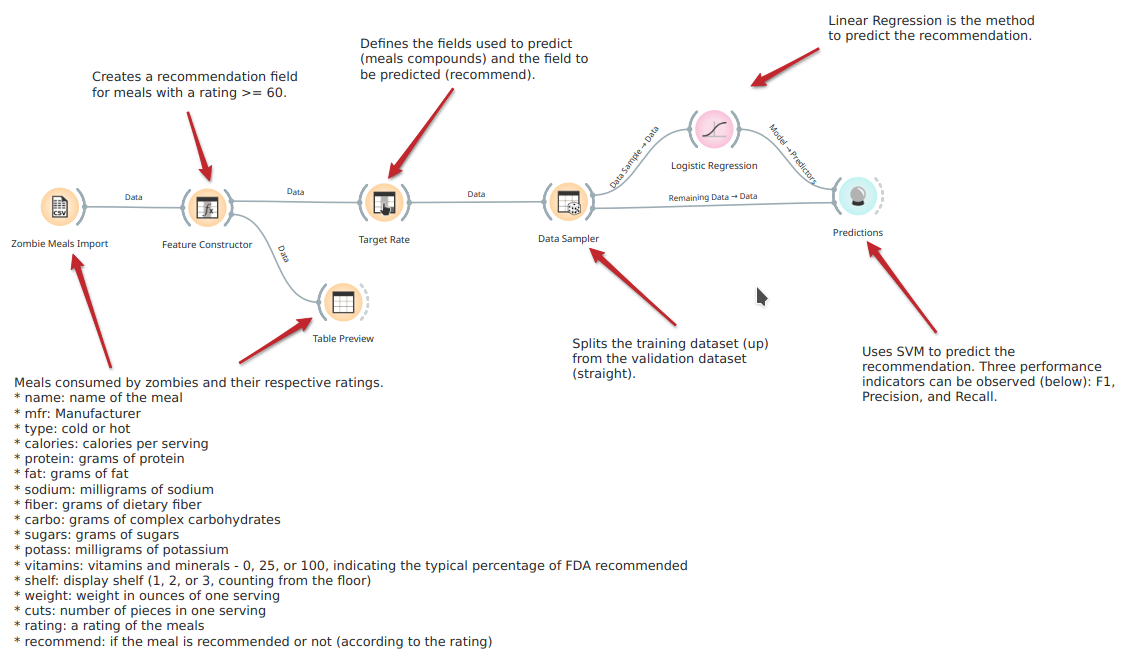 Linear Regression is the method
to predict the recommendation.
Defines the fields used to predict
(meals compounds) and the field to
be predicted (recommend).
Creates a recommendation field
for meals with a rating >= 60.
Data Sample → Data
Model → Predictors
Logistic Regression
Data
Data
Data
Remaining Data → Data
CSV
Zombie Meals Import
Feature Constructor
Target Rate
Data Sampler
Predictions
Data
Table Preview
Splits the training dataset (up)
from the validation dataset
(straight).
Uses SVM to predict the
recommendation. Three performance
indicators can be observed (below): F1,
Precision, and Recall.
Meals consumed by zombies and their respective ratings.
* name: name of the meal
* mfr: Manufacturer
* type: cold or hot
* calories: calories per serving
* protein: grams of protein
* fat: grams of fat
* sodium: milligrams of sodium
* fiber: grams of dietary fiber
* carbo: grams of complex carbohydrates
* sugars: grams of sugars
* potass: milligrams of potassium
* vitamins: vitamins and minerals - 0, 25, or 100, indicating the typical percentage of FDA recommended
* shelf: display shelf (1, 2, or 3, counting from the floor)
* weight: weight in ounces of one serving
* cuts: number of pieces in one serving
* rating: a rating of the meals
* recommend: if the meal is recommended or not (according to the rating)